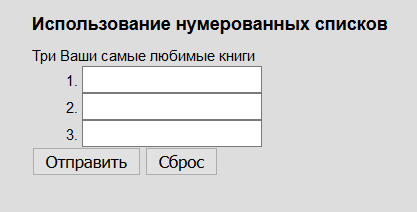 Использование нумерованных списков
Три Ваши самые любимые книги
1.
2.
3.
Отправить Сброс